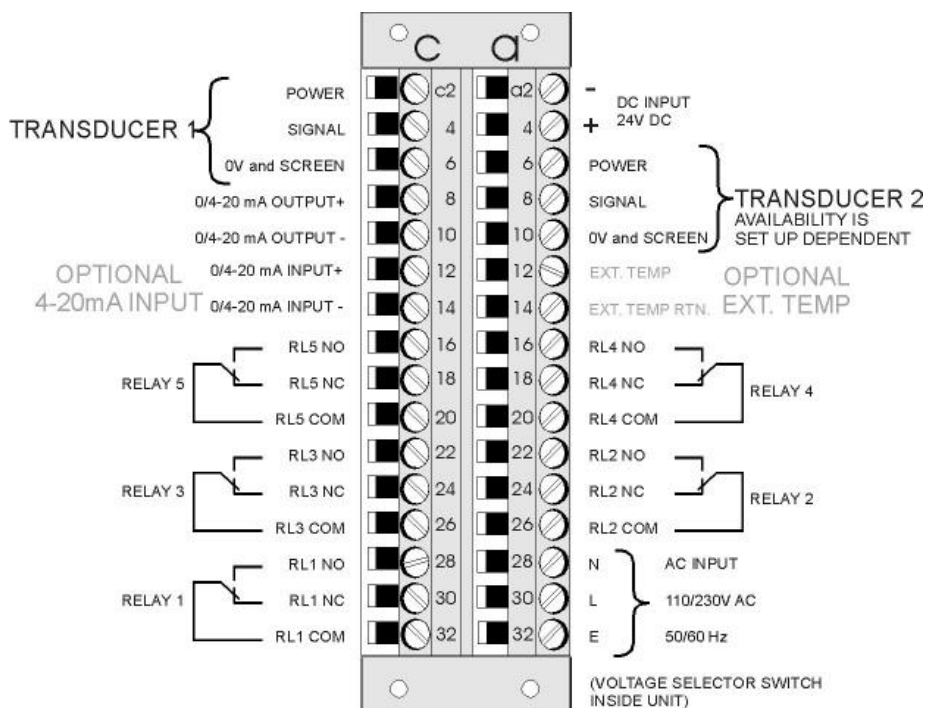 c a
POWER c2 a2 - DC INPUT
24V DC
TRANSDUCER 1 SIGNAL 4 4 +
0V and SCREEN 6 6 POWER
0/4-20 mA OUTPUT+ 8 8 SIGNAL TRANSDUCER 2
AVAILABILITY IS
0/4-20 mA OUTPUT - 10 10 0V and SCREEN SET UP DEPENDENT
OPTIONAL 0/4-20 mA INPUT+ 12 12 EXT. TEMP OPTIONAL
4-20mA INPUT 0/4-20 mA INPUT - 14 14 EXT. TEMP RTN. EXT. TEMP
RL5 NO 16 16 RL4 NO
RELAY 5 RL5 NC 18 18 RL4 NC RELAY 4
RL5 COM 20 20 RL4 COM
RL3 NO 22 22 RL2 NO
RELAY 3 RL3 NC 24 24 RL2 NC RELAY 2
RL3 COM 26 26 RL2 COM
RL1 NO 28 28 N AC INPUT
RELAY 1 RL1 NC 30 30 L 110/230V AC
RL1 COM 32 32 E 50/60 Hz
(VOLTAGE SELECTOR SWITCH
INSIDE UNIT)